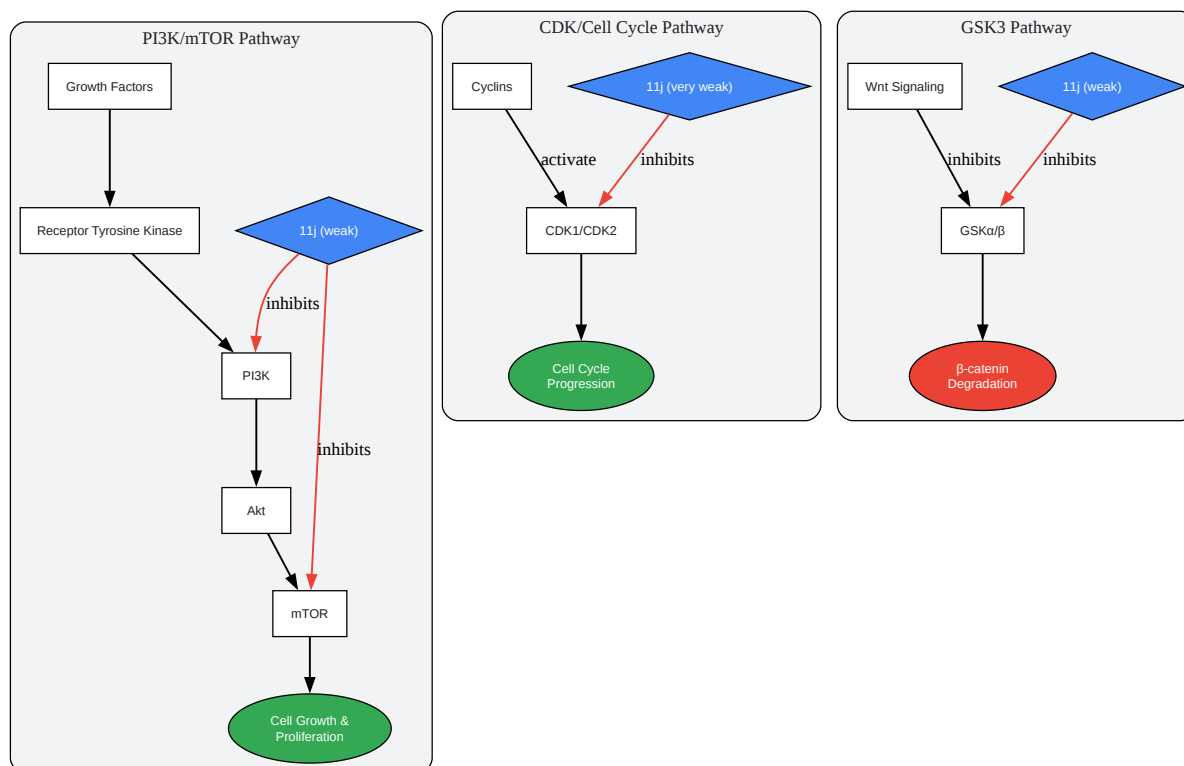 PI3K/mTOR Pathway
Growth Factors
Receptor Tyrosine Kinase
11j (weak)
inhibits
PI3K
inhibits
Akt
mTOR
Cell Growth &
Proliferation
CDK/Cell Cycle Pathway
Cyclins
11j (very weak)
activate
inhibits
CDK1/CDK2
Cell Cycle
Progression
GSK3 Pathway
Wnt Signaling
11j (weak)
inhibits
inhibits
GSKα/β
β-catenin
Degradation